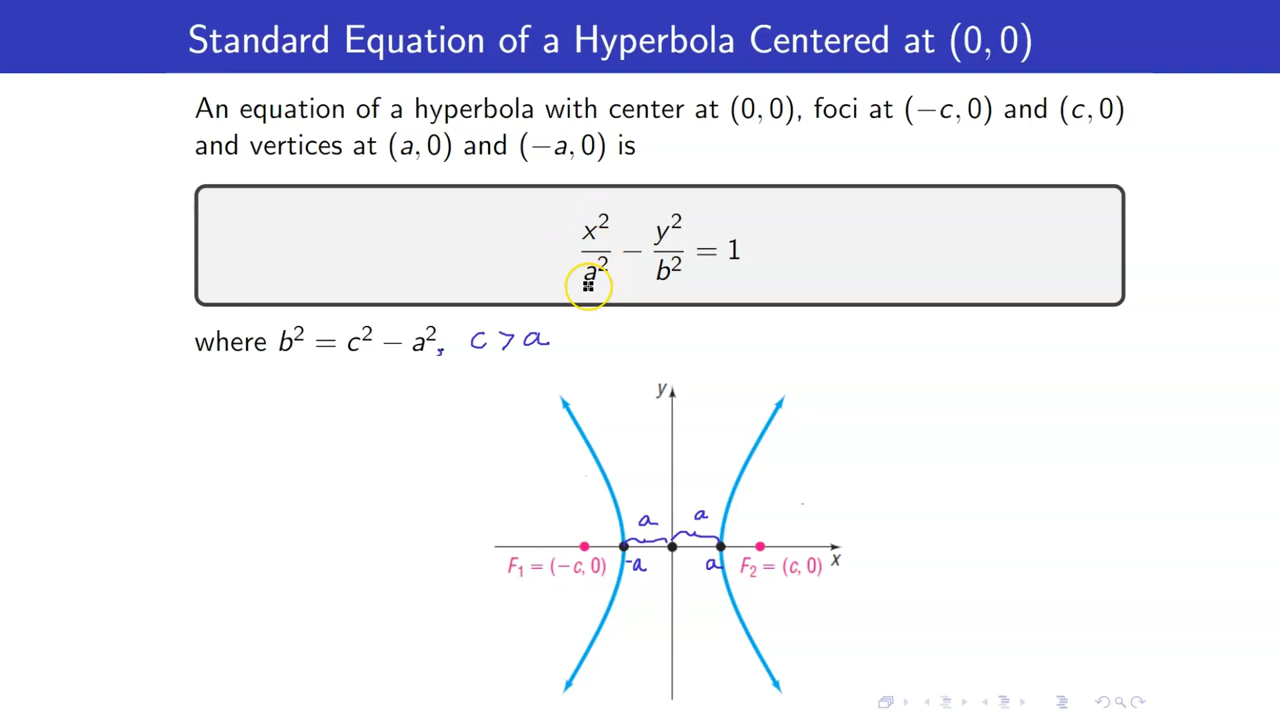 Standard Equation of a Hyperbola Centered at (0, 0)
An equation of a hyperbola with center at (0, 0), foci at (−c, 0) and (c, 0)
and vertices at (a, 0) and (−a, 0) is
x²/a² − y²/b² = 1
where b² = c² − a², c > a
y
a a
F₁ = (−c, 0) -a a F₂ = (c, 0) x